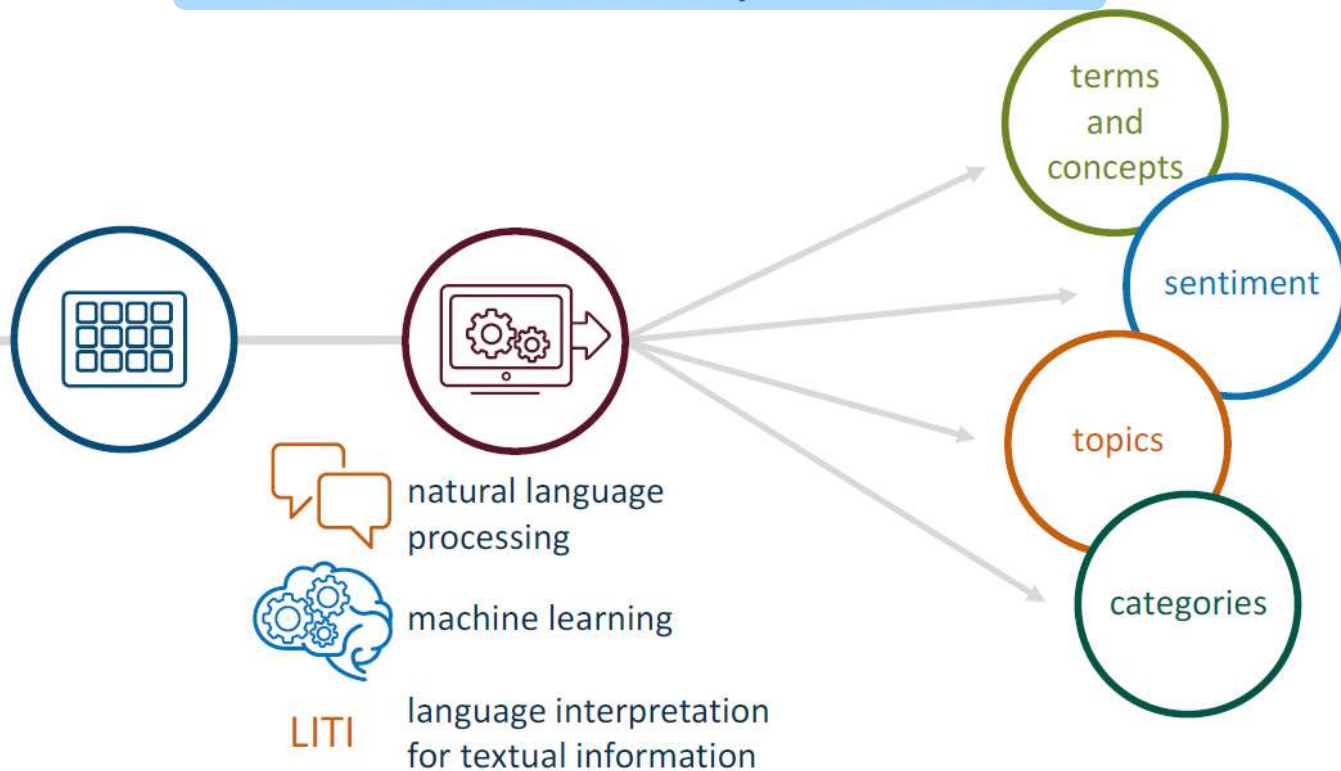 terms
and
concepts
sentiment
topics
categories
natural language
processing
machine learning
LITI
language interpretation
for textual information